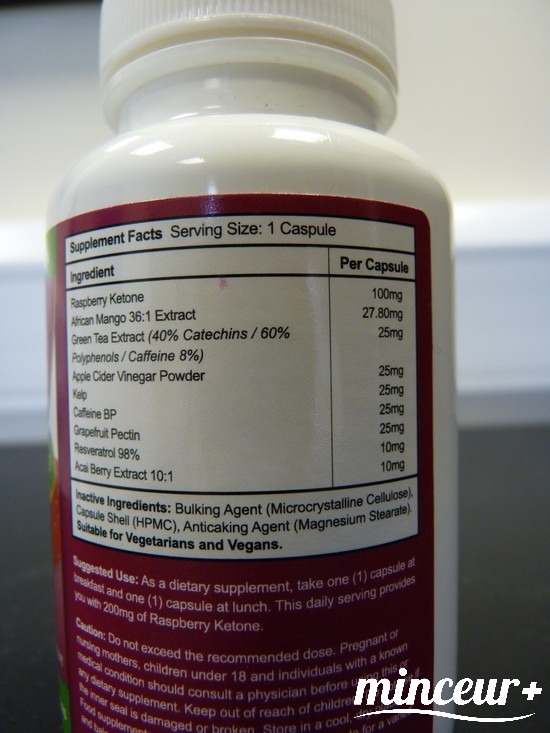 Supplement Facts Serving Size: 1 Caspule
Ingredient Per Capsule
Raspberry Ketone 100mg
African Mango 36:1 Extract 27.80mg
Green Tea Extract (40% Catechins / 60% 25mg
Polyphenols / Caffeine 8%)
Apple Cider Vinegar Powder 25mg
Kelp 25mg
Caffeine BP 25mg
Grapefruit Pectin 25mg
Resveratrol 98% 10mg
Acai Berry Extract 10:1 10mg
Inactive Ingredients: Bulking Agent (Microcrystalline Cellulose),
Capsule Shell (HPMC), Anticaking Agent (Magnesium Stearate).
Suitable for Vegetarians and Vegans.
Suggested Use: As a dietary supplement, take one (1) capsule at
breakfast and one (1) capsule at lunch. This daily serving provides
you with 200mg of Raspberry Ketone.
Caution: Do not exceed the recommended dose. Pregnant or
nursing mothers, children under 18 and individuals with a known
medical condition should consult a physician before using this or
any dietary supplement. Keep out of reach of children
the inner seal is damaged or broken. Store in a cool,
Food supplements
minceur+